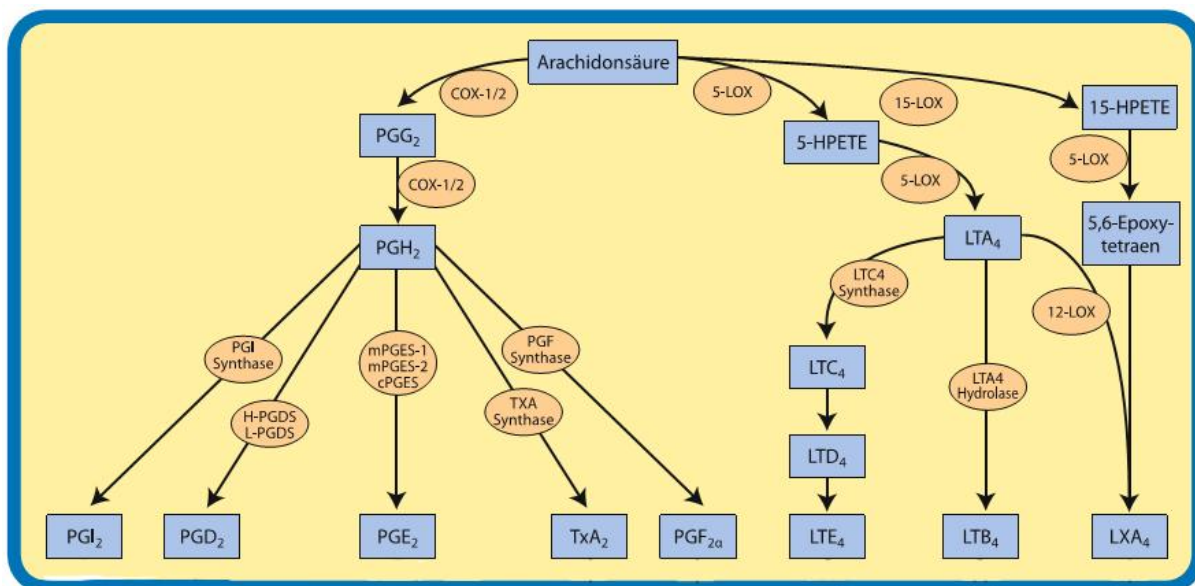 Arachidonsäure
COX-1/2
5-LOX
15-LOX
15-HPETE
PGG₂
5-HPETE
5-LOX
COX-1/2
5-LOX
PGH₂
LTA₄
5,6-Epoxy-
tetraen
LTC4
Synthase
12-LOX
PGI
Synthase
mPGES-1
mPGES-2
cPGES
PGF
Synthase
LTC₄
LTA4
Hydrolase
H-PGDS
L-PGDS
TXA
Synthase
LTD₄
PGI₂
PGD₂
PGE₂
TxA₂
PGF₂α
LTE₄
LTB₄
LXA₄